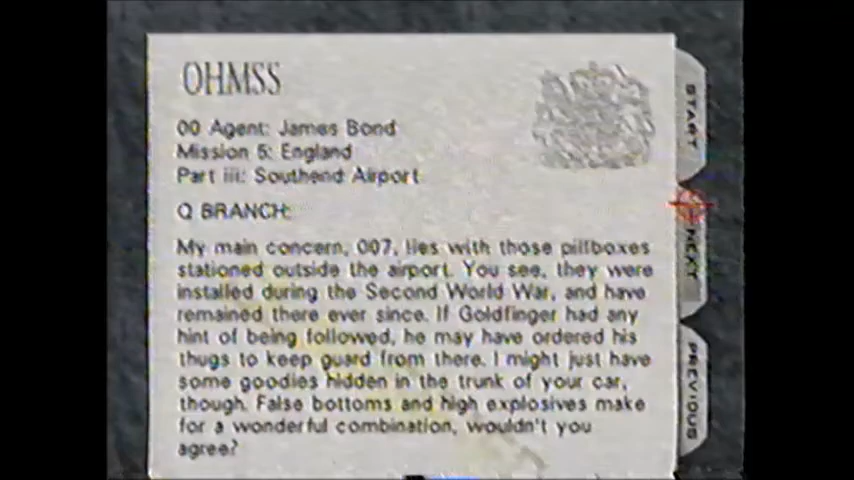 OHMSS
00 Agent: James Bond
Mission 5: England
Part iii: Southend Airport
Q BRANCH:
My main concern, 007, lies with those pillboxes
stationed outside the airport. You see, they were
installed during the Second World War, and have
remained there ever since. If Goldfinger had any
hint of being followed, he may have ordered his
thugs to keep guard from there. I might just have
some goodies hidden in the trunk of your car,
though. False bottoms and high explosives make
for a wonderful combination, wouldn't you
agree?
START
NEXT
PREVIOUS